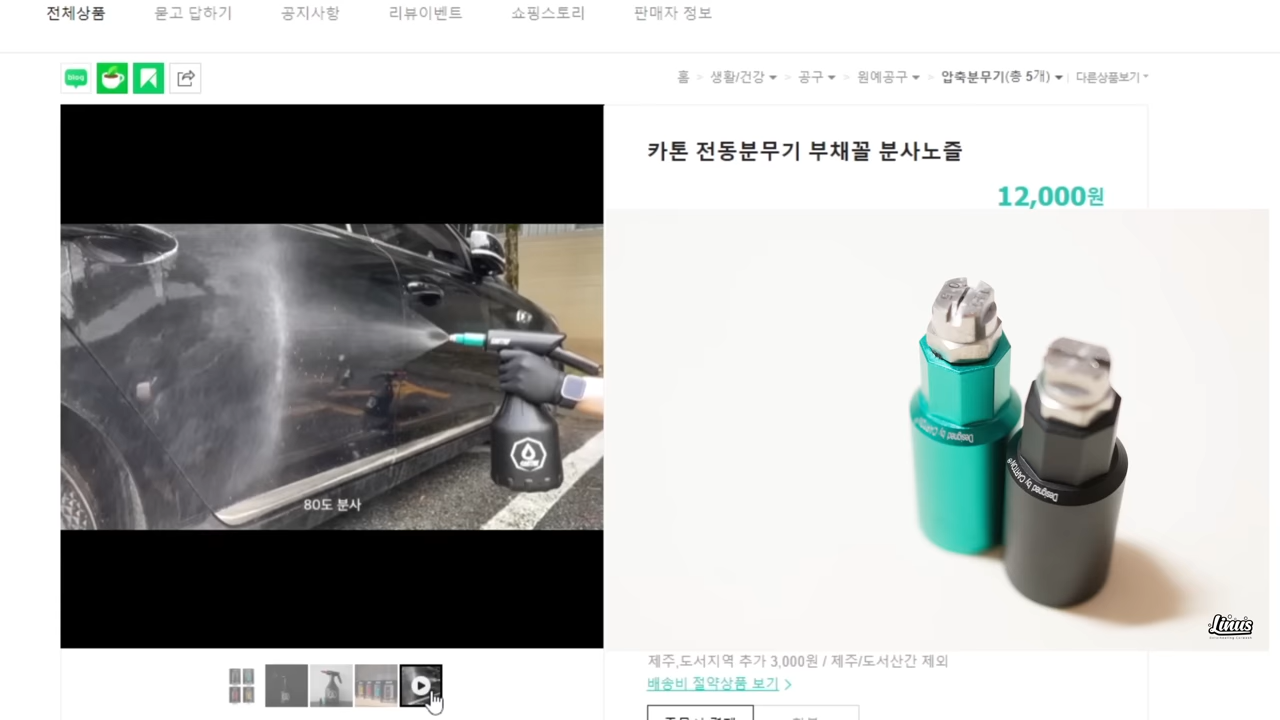 전체상품 묻고 답하기 공지사항 리뷰이벤트 쇼핑스토리 판매자 정보
blog
홈 > 생활/건강 > 공구 > 원예공구 > 압축분무기(총 5개) | 다른상품보기
카톤 전동분무기 부채꼴 분사노즐
12,000원
80도 분사
Designed by CARTON®
Designed by CARTON®
Linus
제주,도서지역 추가 3,000원 / 제주/도서산간 제외
배송비 절약상품 보기 >